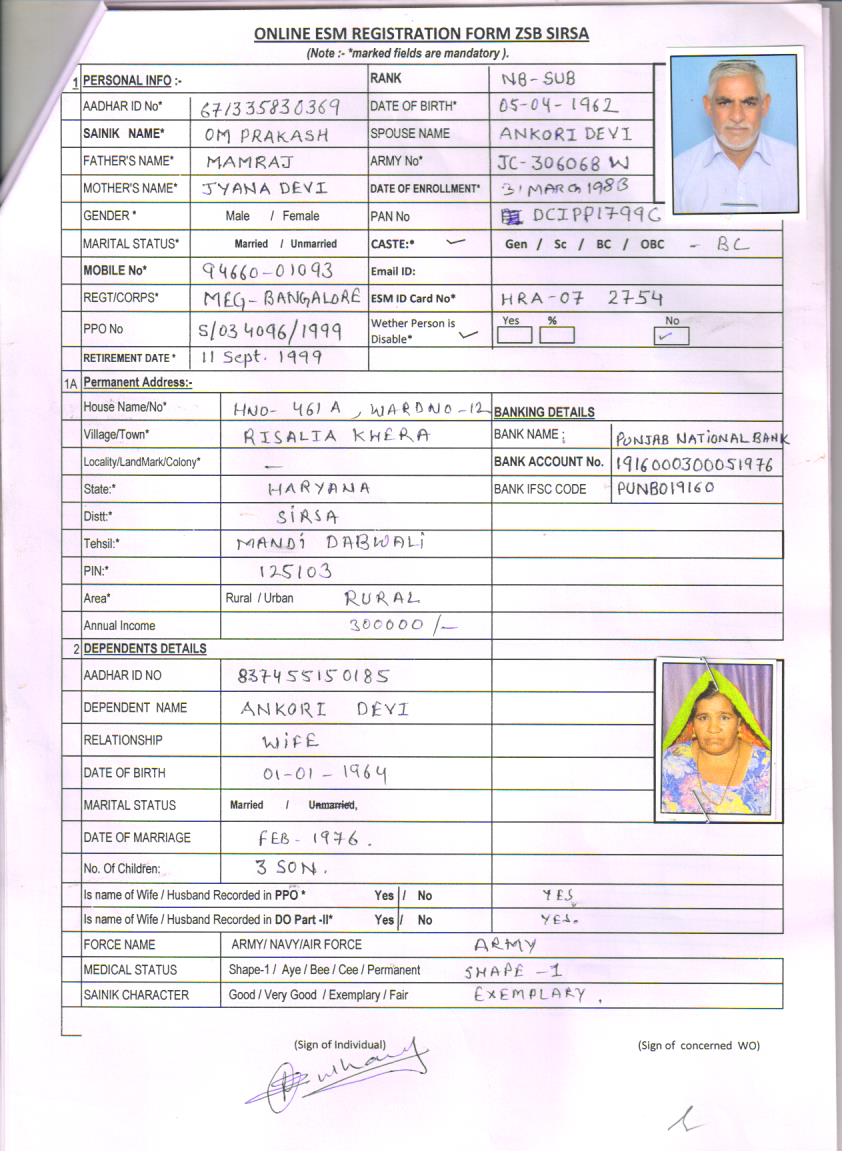 ONLINE ESM REGISTRATION FORM ZSB SIRSA
(Note :- *marked fields are mandatory ).
1 PERSONAL INFO :- RANK NB-SUB
AADHAR ID No* 671335830369 DATE OF BIRTH* 05-04-1962
SAINIK NAME* OM PRAKASH SPOUSE NAME ANKORI DEVI
FATHER'S NAME* MAMRAJ ARMY No* JC-306068 W
MOTHER'S NAME* JYANA DEVI DATE OF ENROLLMENT* 31 MARCH 1983
GENDER * Male / Female PAN No DCIPP1799G
MARITAL STATUS* Married / Unmarried CASTE:* Gen / Sc / BC / OBC - BC
MOBILE No* 94660-01093 Email ID:
REGT/CORPS* MEG-BANGALORE ESM ID Card No* HRA-07 2754
PPO No S/034096/1999 Wether Person is Disable* Yes % No
RETIREMENT DATE * 11 Sept. 1999
1A Permanent Address:-
House Name/No* HNO- 461 A, WARD NO-12 BANKING DETAILS
Village/Town* RISALIA KHERA BANK NAME : PUNJAB NATIONAL BANK
Locality/LandMark/Colony* — BANK ACCOUNT No. 1916000300051976
State:* HARYANA BANK IFSC CODE PUNB019160
Distt:* SIRSA
Tehsil:* MANDI DABWALI
PIN:* 125103
Area* Rural / Urban RURAL
Annual Income 300000/-
2 DEPENDENTS DETAILS
AADHAR ID NO 837455150185
DEPENDENT NAME ANKORI DEVI
RELATIONSHIP WIFE
DATE OF BIRTH 01-01-1964
MARITAL STATUS Married / Unmarried,
DATE OF MARRIAGE FEB-1976.
No. Of Children: 3 SON.
Is name of Wife / Husband Recorded in PPO * Yes / No YES
Is name of Wife / Husband Recorded in DO Part -II* Yes / No YES.
FORCE NAME ARMY/ NAVY/AIR FORCE ARMY
MEDICAL STATUS Shape-1 / Aye / Bee / Cee / Permanent SHAPE-1
SAINIK CHARACTER Good / Very Good / Exemplary / Fair EXEMPLARY.
(Sign of Individual) (Sign of concerned WO)